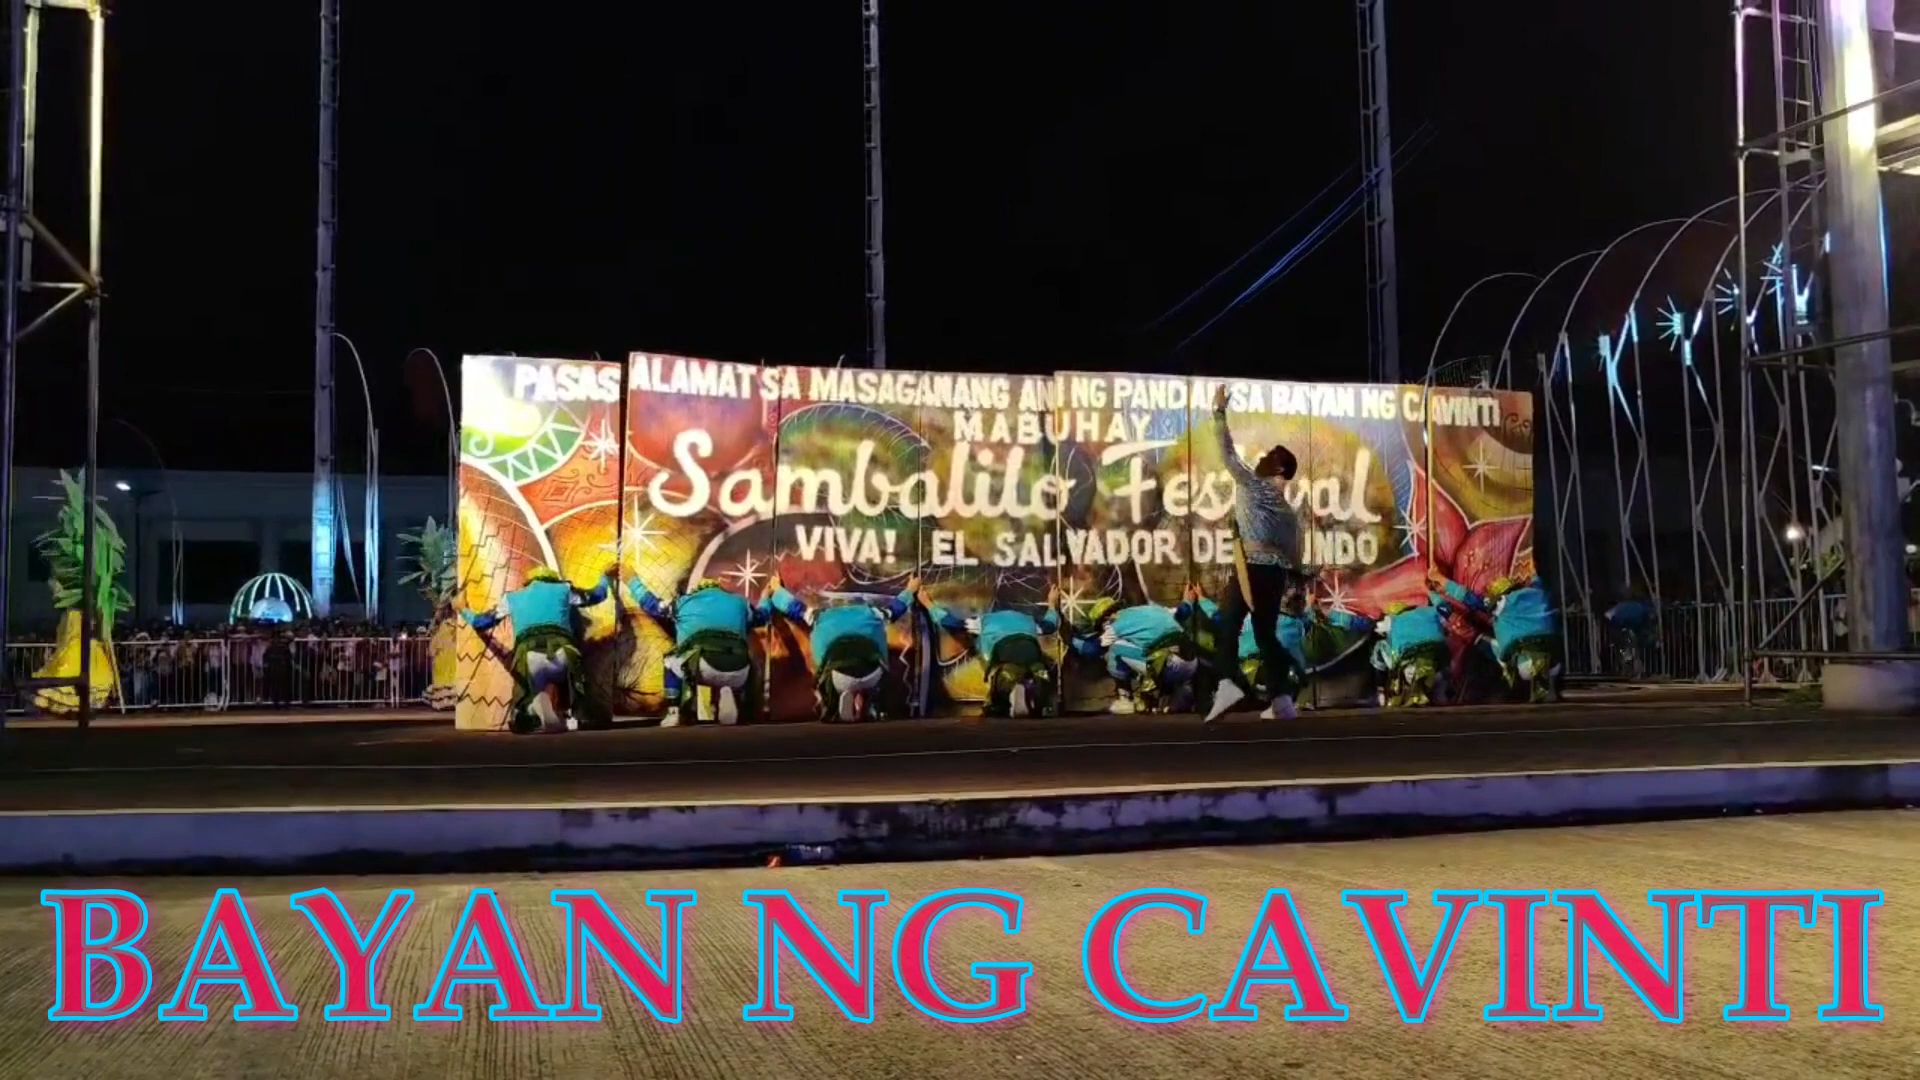 PASASALAMAT SA MASAGANANG ANI NG PANDAN SA BAYAN NG CAVINTI
MABUHAY
Sambalilo Festival
VIVA! EL SALVADOR DEL MUNDO
BAYAN NG CAVINTI